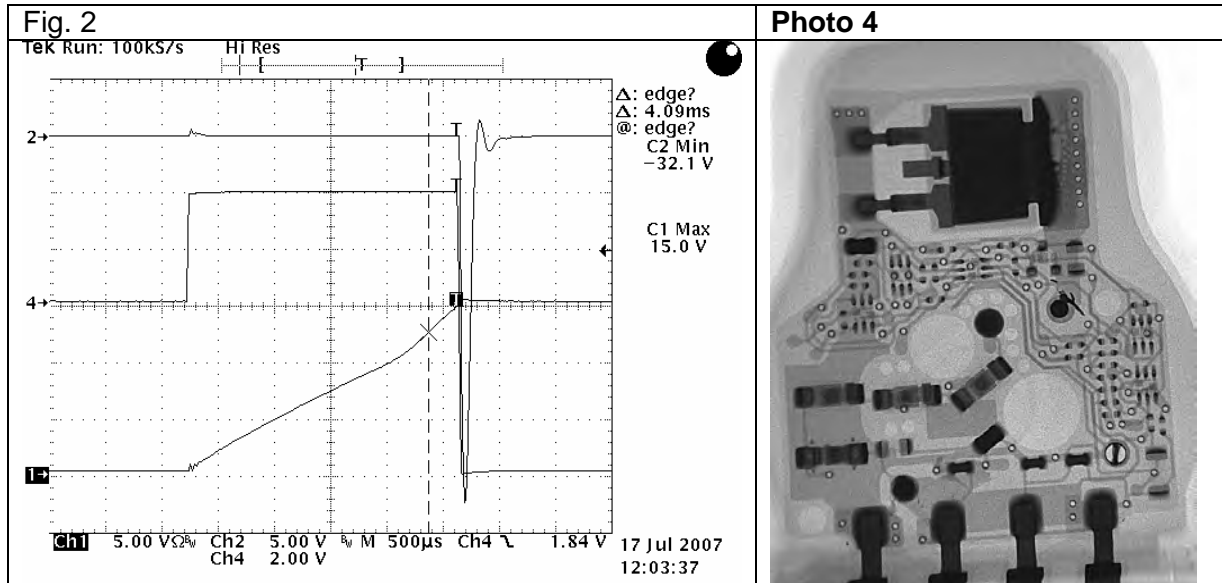 Fig. 2
Photo 4
Tek Run: 100kS/s Hi Res
T
Δ: edge?
Δ: 4.09ms
@: edge?
C2 Min
-32.1 V
C1 Max
15.0 V
2
T
T
4
T
1
Ch1 5.00 VΩBW Ch2 5.00 V BW M 500µs Ch4 1.84 V
Ch4 2.00 V
17 Jul 2007
12:03:37